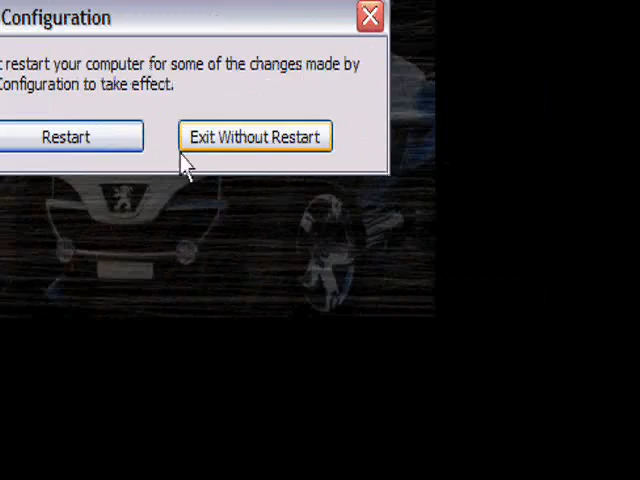 Configuration
restart your computer for some of the changes made by
Configuration to take effect.
Restart
Exit Without Restart